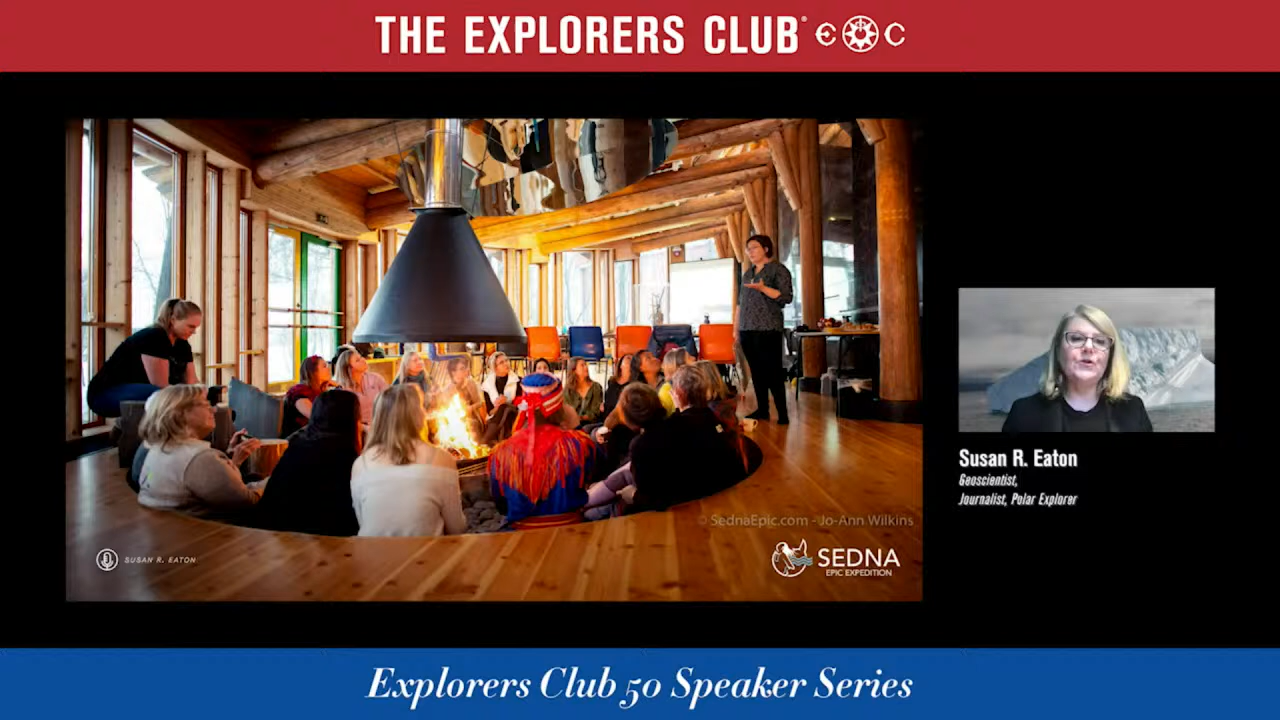 THE EXPLORERS CLUB® E C
© SednaEpic.com - Jo-Ann Wilkins
SUSAN R. EATON
SEDNA
EPIC EXPEDITION
Susan R. Eaton
Geoscientist,
Journalist, Polar Explorer
Explorers Club 50 Speaker Series